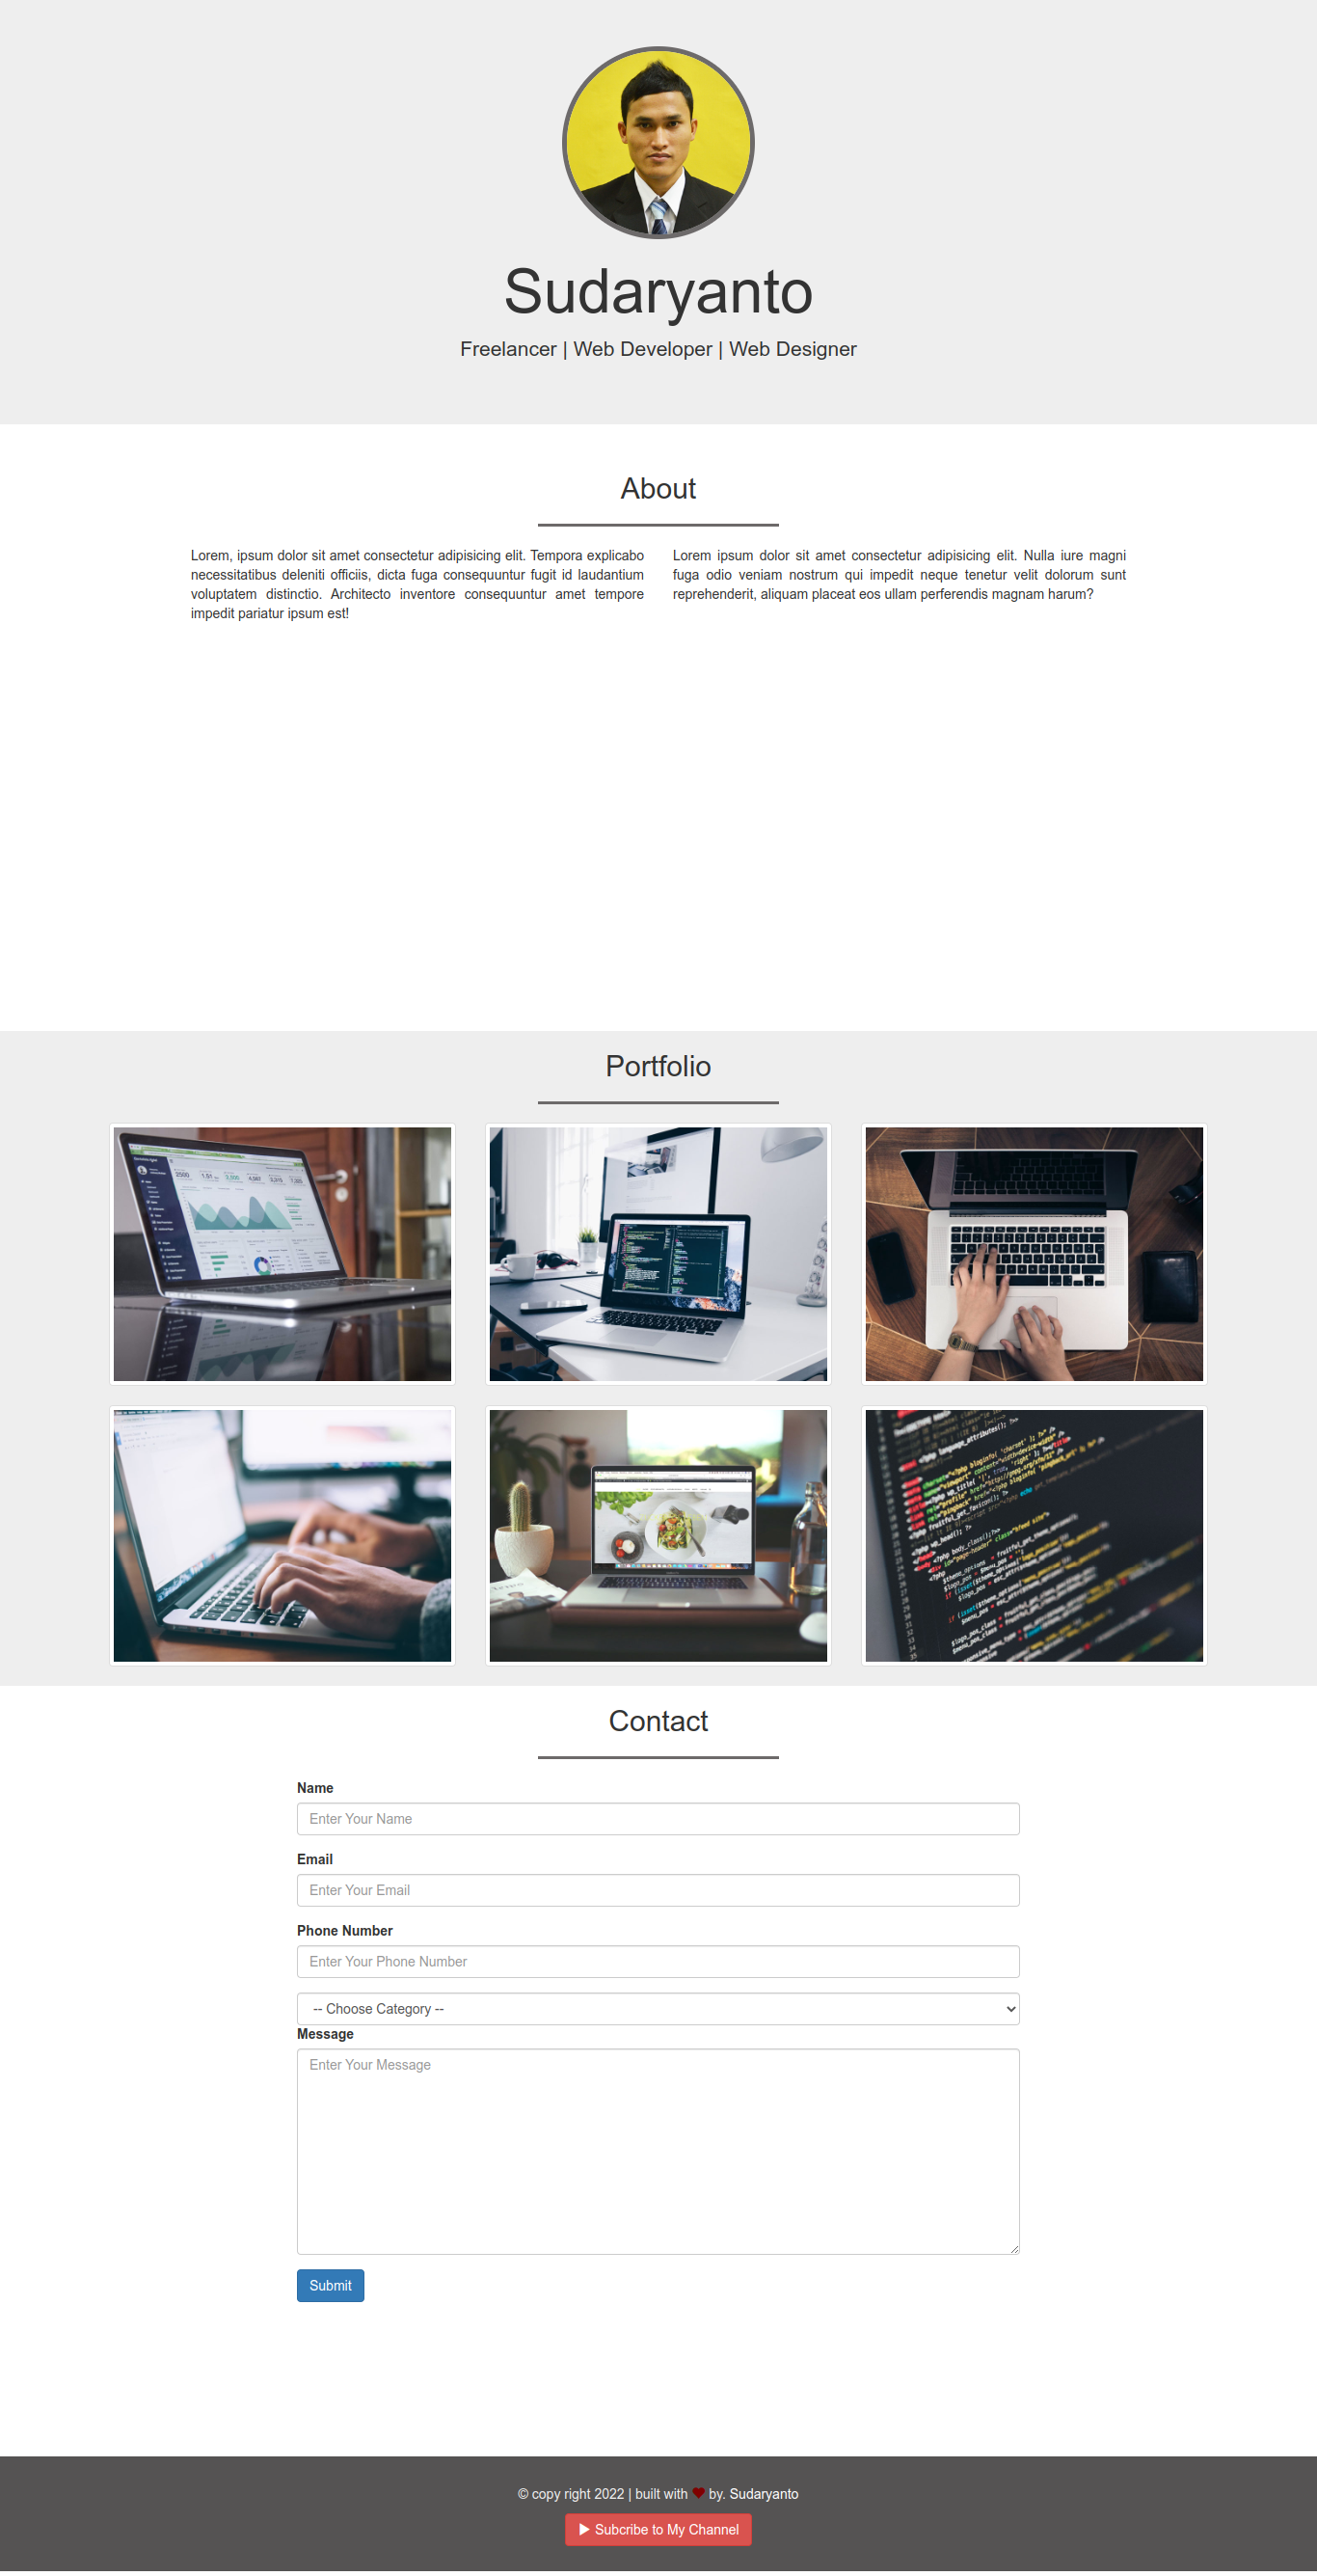 Sudaryanto
Freelancer | Web Developer | Web Designer
About
Lorem, ipsum dolor sit amet consectetur adipisicing elit. Tempora explicabo
necessitatibus deleniti officiis, dicta fuga consequuntur fugit id laudantium
voluptatem distinctio. Architecto inventore consequuntur amet tempore
impedit pariatur ipsum est!
Lorem ipsum dolor sit amet consectetur adipisicing elit. Nulla iure magni
fuga odio veniam nostrum qui impedit neque tenetur velit dolorum sunt
reprehenderit, aliquam placeat eos ullam perferendis magnam harum?
Portfolio
Contact
Name
Enter Your Name
Email
Enter Your Email
Phone Number
Enter Your Phone Number
-- Choose Category --
Message
Enter Your Message
Submit
© copy right 2022 | built with ♥ by. Sudaryanto
▶ Subcribe to My Channel